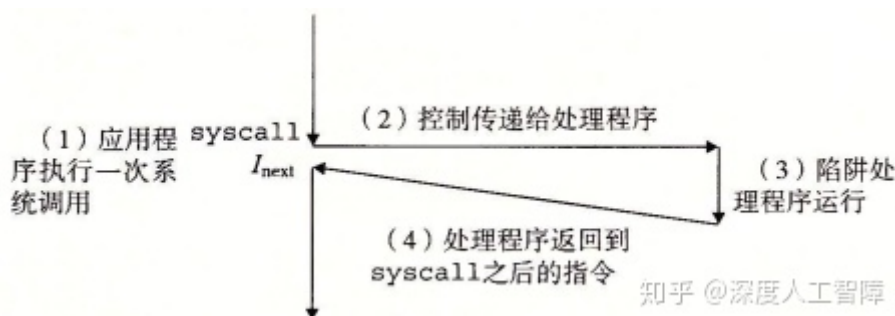 （1）应用程
序执行一次系
统调用
syscall
Inext
（2）控制传递给处理程序
（3）陷阱处
理程序运行
（4）处理程序返回到
syscall之后的指令
知乎 @深度人工智障